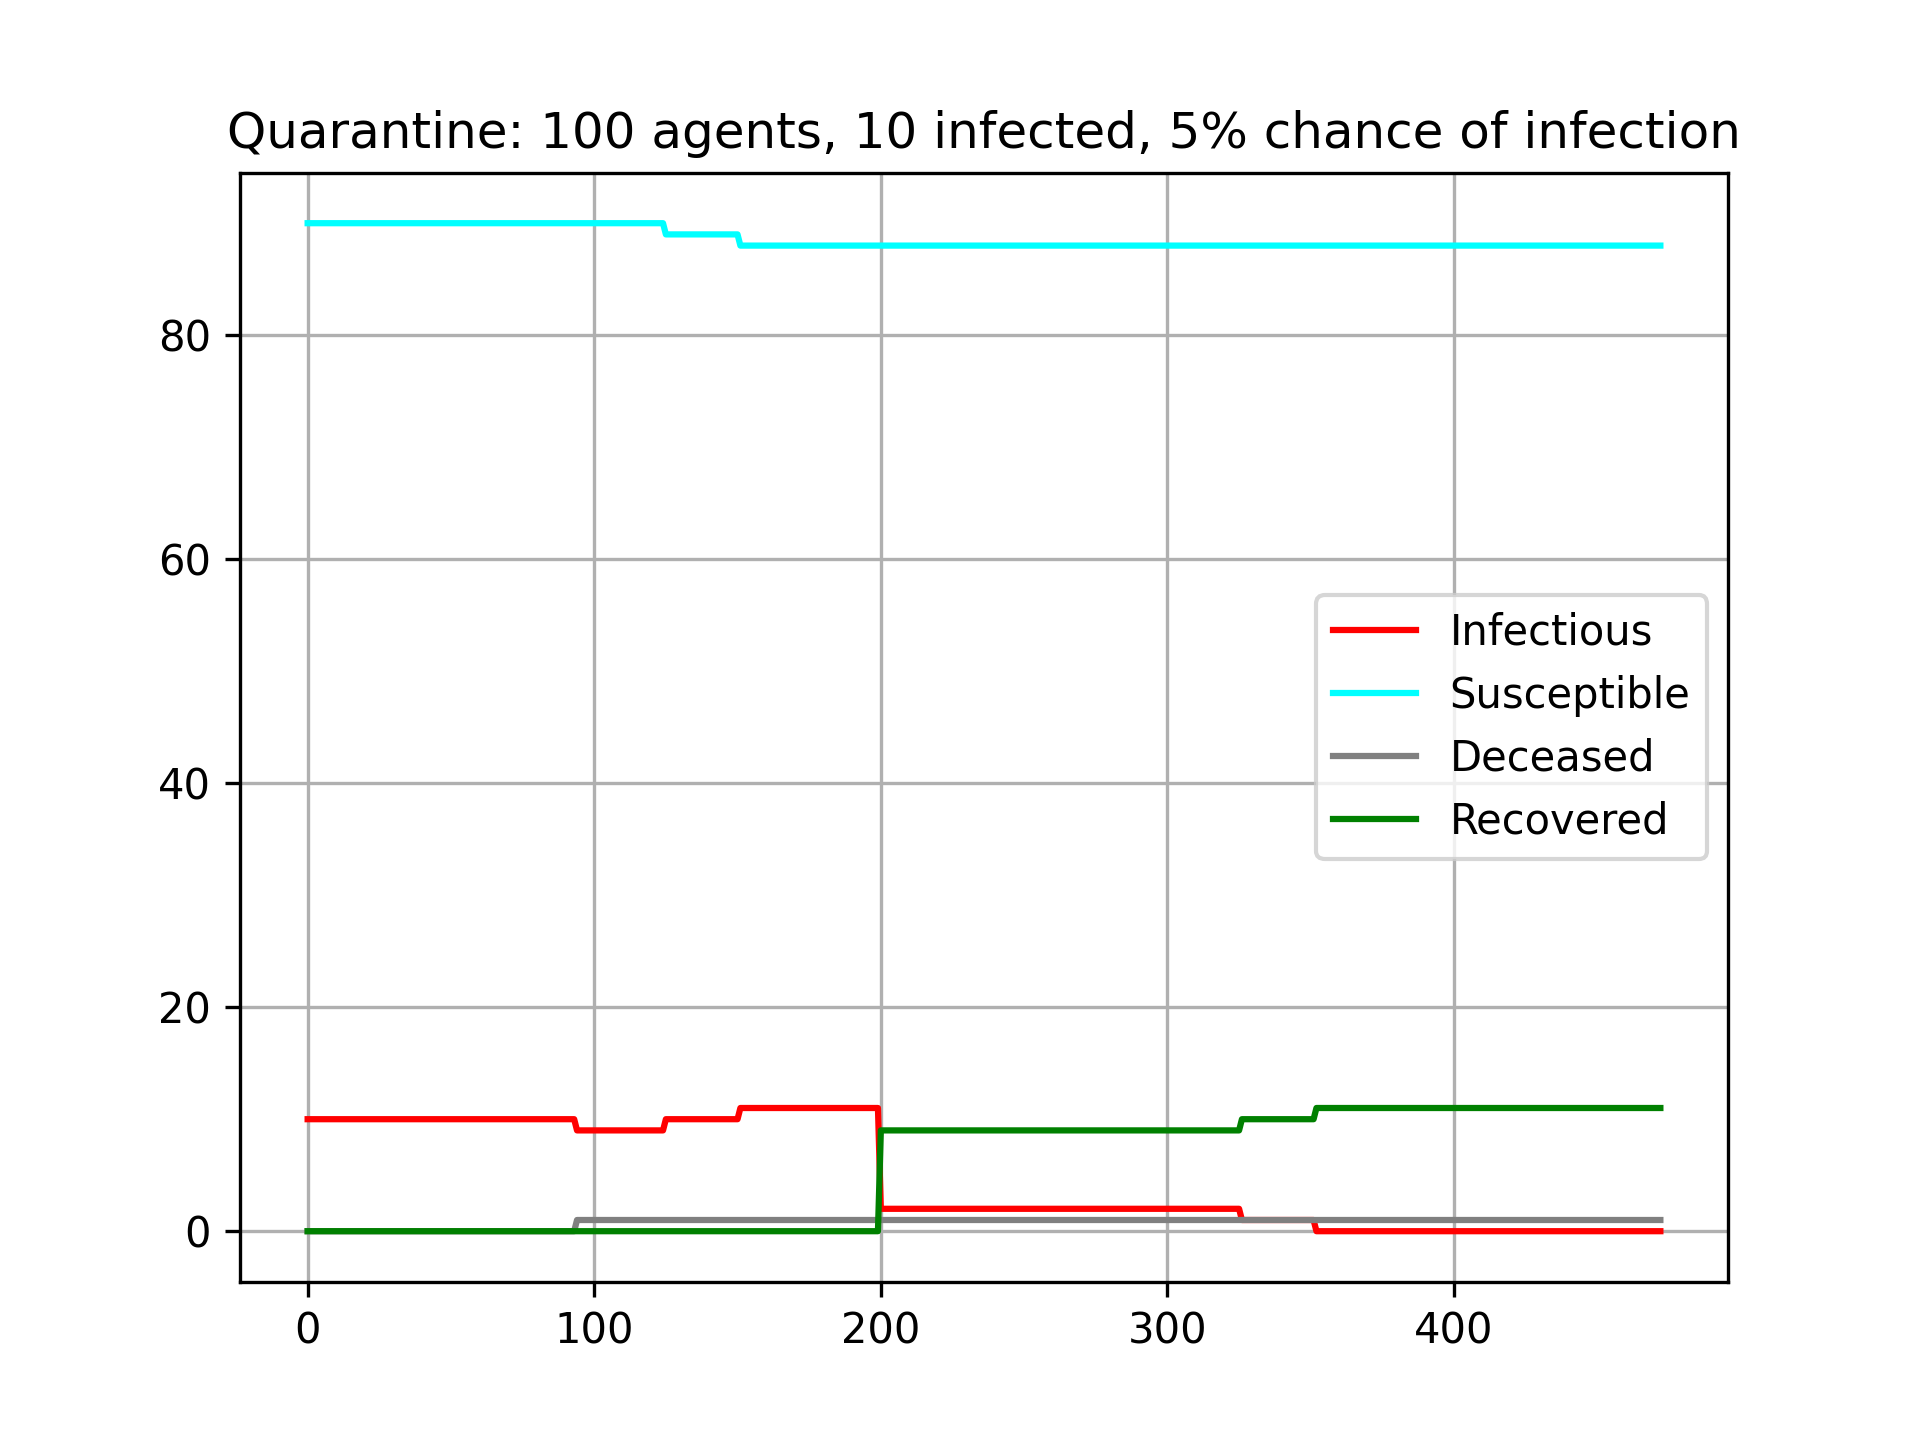 Quarantine: 100 agents, 10 infected, 5% chance of infection
80
60
40
20
0
Infectious
Susceptible
Deceased
Recovered
0 100 200 300 400